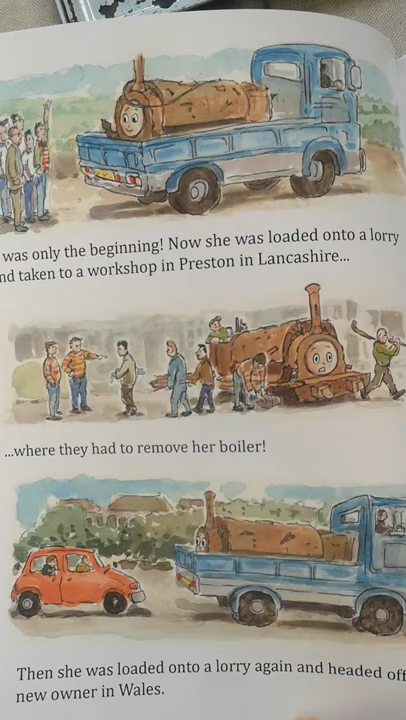 was only the beginning! Now she was loaded onto a lorry
nd taken to a workshop in Preston in Lancashire...
...where they had to remove her boiler!
Then she was loaded onto a lorry again and headed off
new owner in Wales.